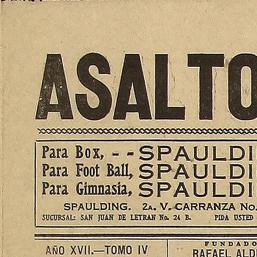 ASALTO
Para Box, - - SPAULDI
Para Foot Ball, SPAULDI
Para Gimnasia, SPAULDI
SPAULDING. 2A. V. CARRANZA No.
SUCURSAL: SAN JUAN DE LETRAN No. 24 B. PIDA USTED
AÑO XVII.—TOMO IV
FUNDADO
RAFAEL ALD